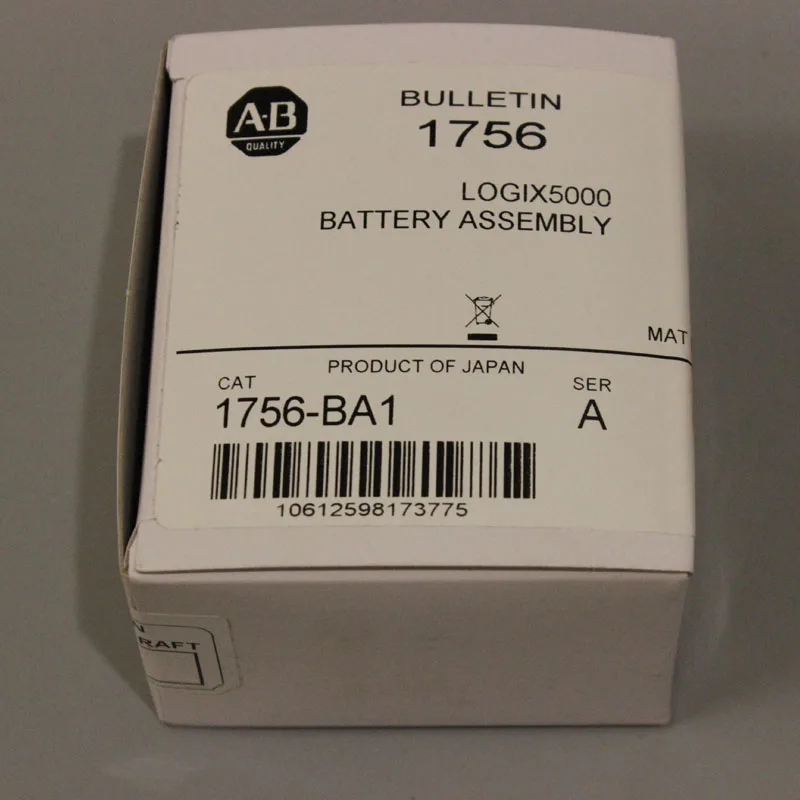 A-B
QUALITY
BULLETIN
1756
LOGIX5000
BATTERY ASSEMBLY
MAT
PRODUCT OF JAPAN
CAT
SER
1756-BA1
A
10612598173775
N
RAFT